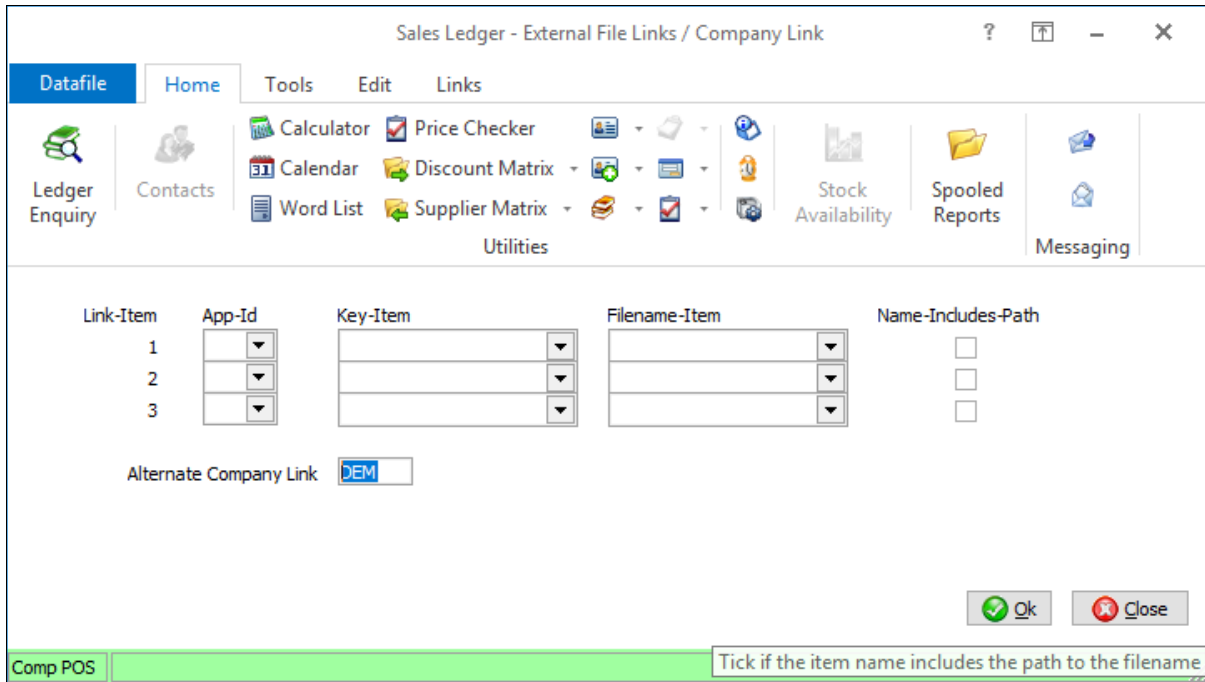 Sales Ledger - External File Links / Company Link
?
Datafile Home Tools Edit Links
Calculator Price Checker
Calendar Discount Matrix
Word List Supplier Matrix
31
Ledger
Enquiry
Contacts
Stock
Availability
Spooled
Reports
Utilities
Messaging
Link-Item App-Id Key-Item Filename-Item Name-Includes-Path
1
2
3
Alternate Company Link DEM
Ok Close
Comp POS
Tick if the item name includes the path to the filename